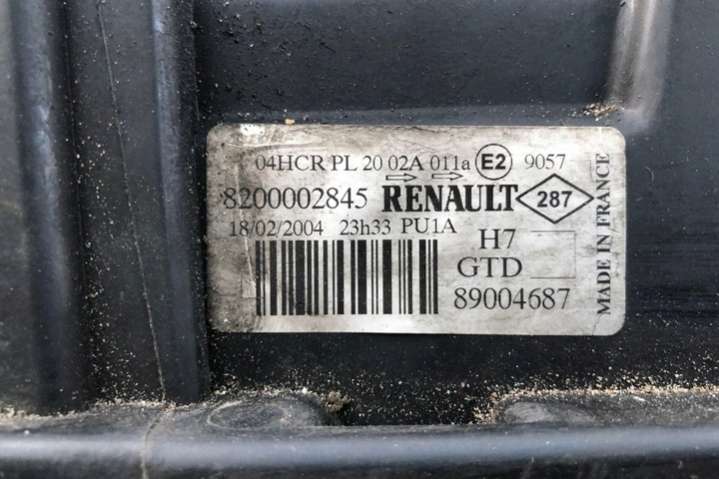 04HCR PL 20 02A 011a E2 9057
8200002845 RENAULT 287
18/02/2004 23h33 PU1A
H7
GTD
89004687
MADE IN FRANCE